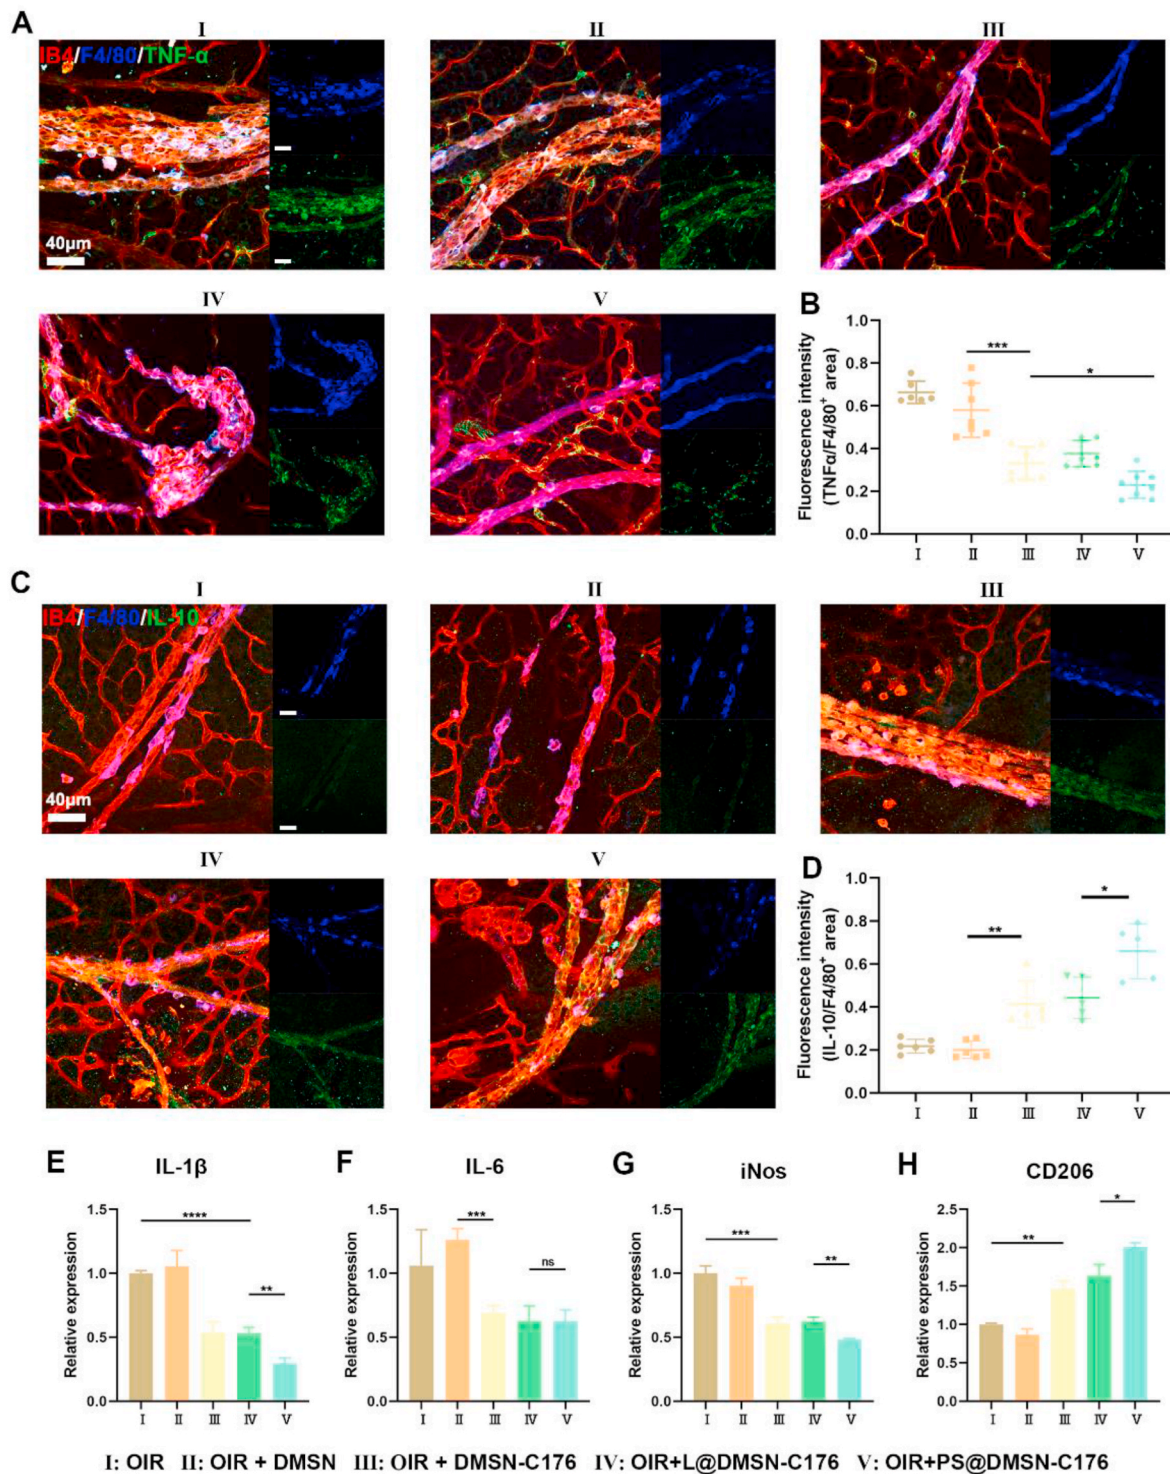 A
I
II
III
IB4/F4/80/TNF-α
40μm
IV
V
B
Fluorescence intensity
(TNFα/F4/80⁺ area)
1.0
0.8
0.6
0.4
0.2
0.0
***
*
I II III IV V
C
I
II
III
IB4/F4/80/IL-10
40μm
IV
V
D
Fluorescence intensity
(IL-10/F4/80⁺ area)
1.0
0.8
0.6
0.4
0.2
0.0
**
*
I II III IV V
E
IL-1β
Relative expression
1.5
1.0
0.5
0.0
****
**
I II III IV V
F
IL-6
Relative expression
1.5
1.0
0.5
0.0
***
ns
I II III IV V
G
iNos
Relative expression
1.5
1.0
0.5
0.0
***
**
I II III IV V
H
CD206
Relative expression
2.5
2.0
1.5
1.0
0.5
0.0
**
*
I II III IV V
I: OIR II: OIR + DMSN III: OIR + DMSN-C176 IV: OIR+L@DMSN-C176 V: OIR+PS@DMSN-C176